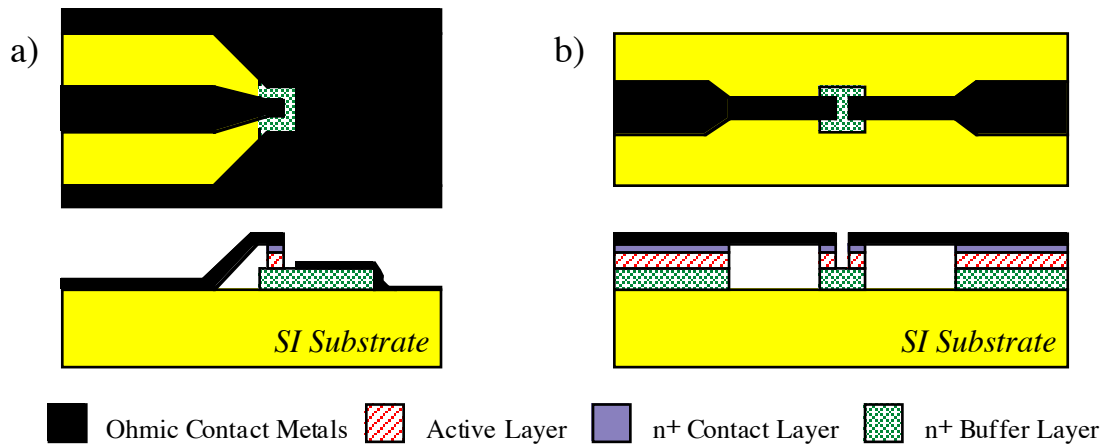 a)
b)
SI Substrate
SI Substrate
Ohmic Contact Metals
Active Layer
n+ Contact Layer
n+ Buffer Layer